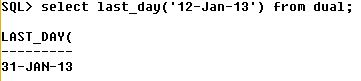 SQL> select last_day('12-Jan-13') from dual;
LAST_DAY(
---------
31-JAN-13